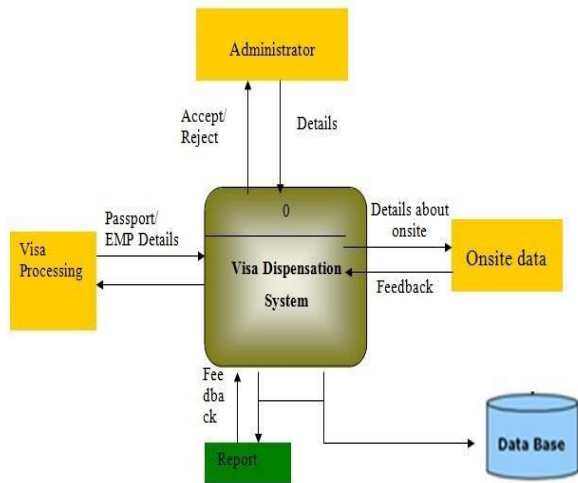 Administrator
Accept/
Reject
Details
0
Passport/
EMP Details
Details about
onsite
Visa
Processing
Visa Dispensation
System
Onsite data
Feedback
Fee
dba
ck
Report
Data Base